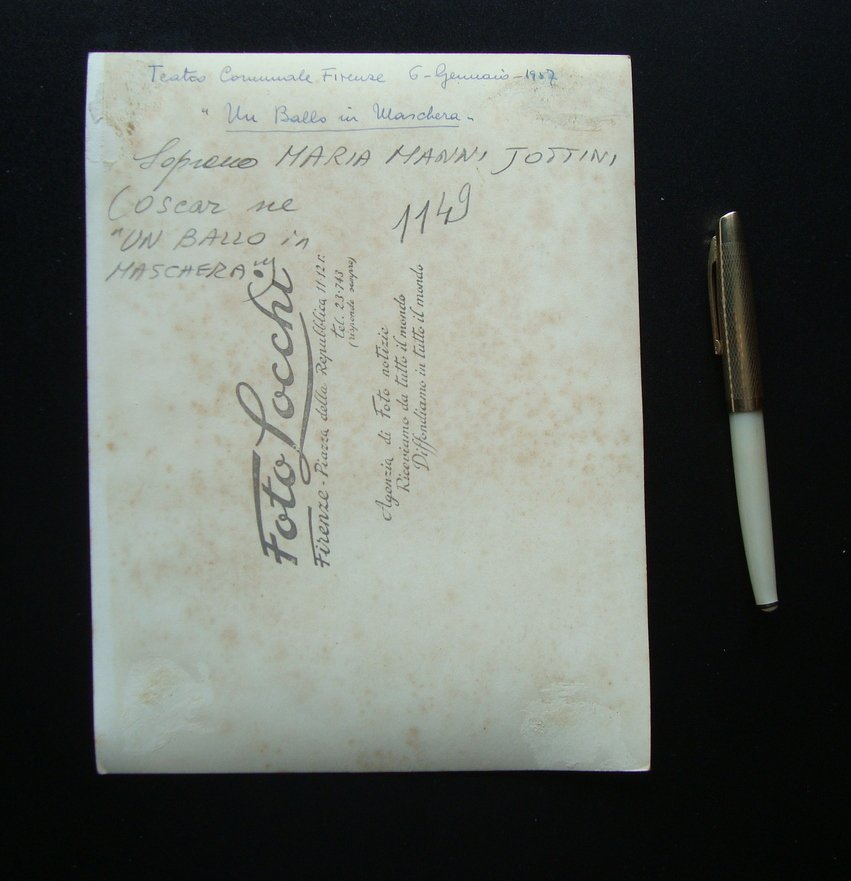 Teatro Comunale Firenze 6-Gennaio-1957
"Un Ballo in Maschera"
Soprano MARIA MANNI JOTTINI
(OSCAR ne
"UN BALLO in
MASCHERA")
1149
Foto Locchi
Firenze - Piazza della Repubblica 11-12 r.
tel. 23-743
(risponde sempre)
Agenzia di Foto notizie
Riceviamo da tutto il mondo
Diffondiamo in tutto il mondo